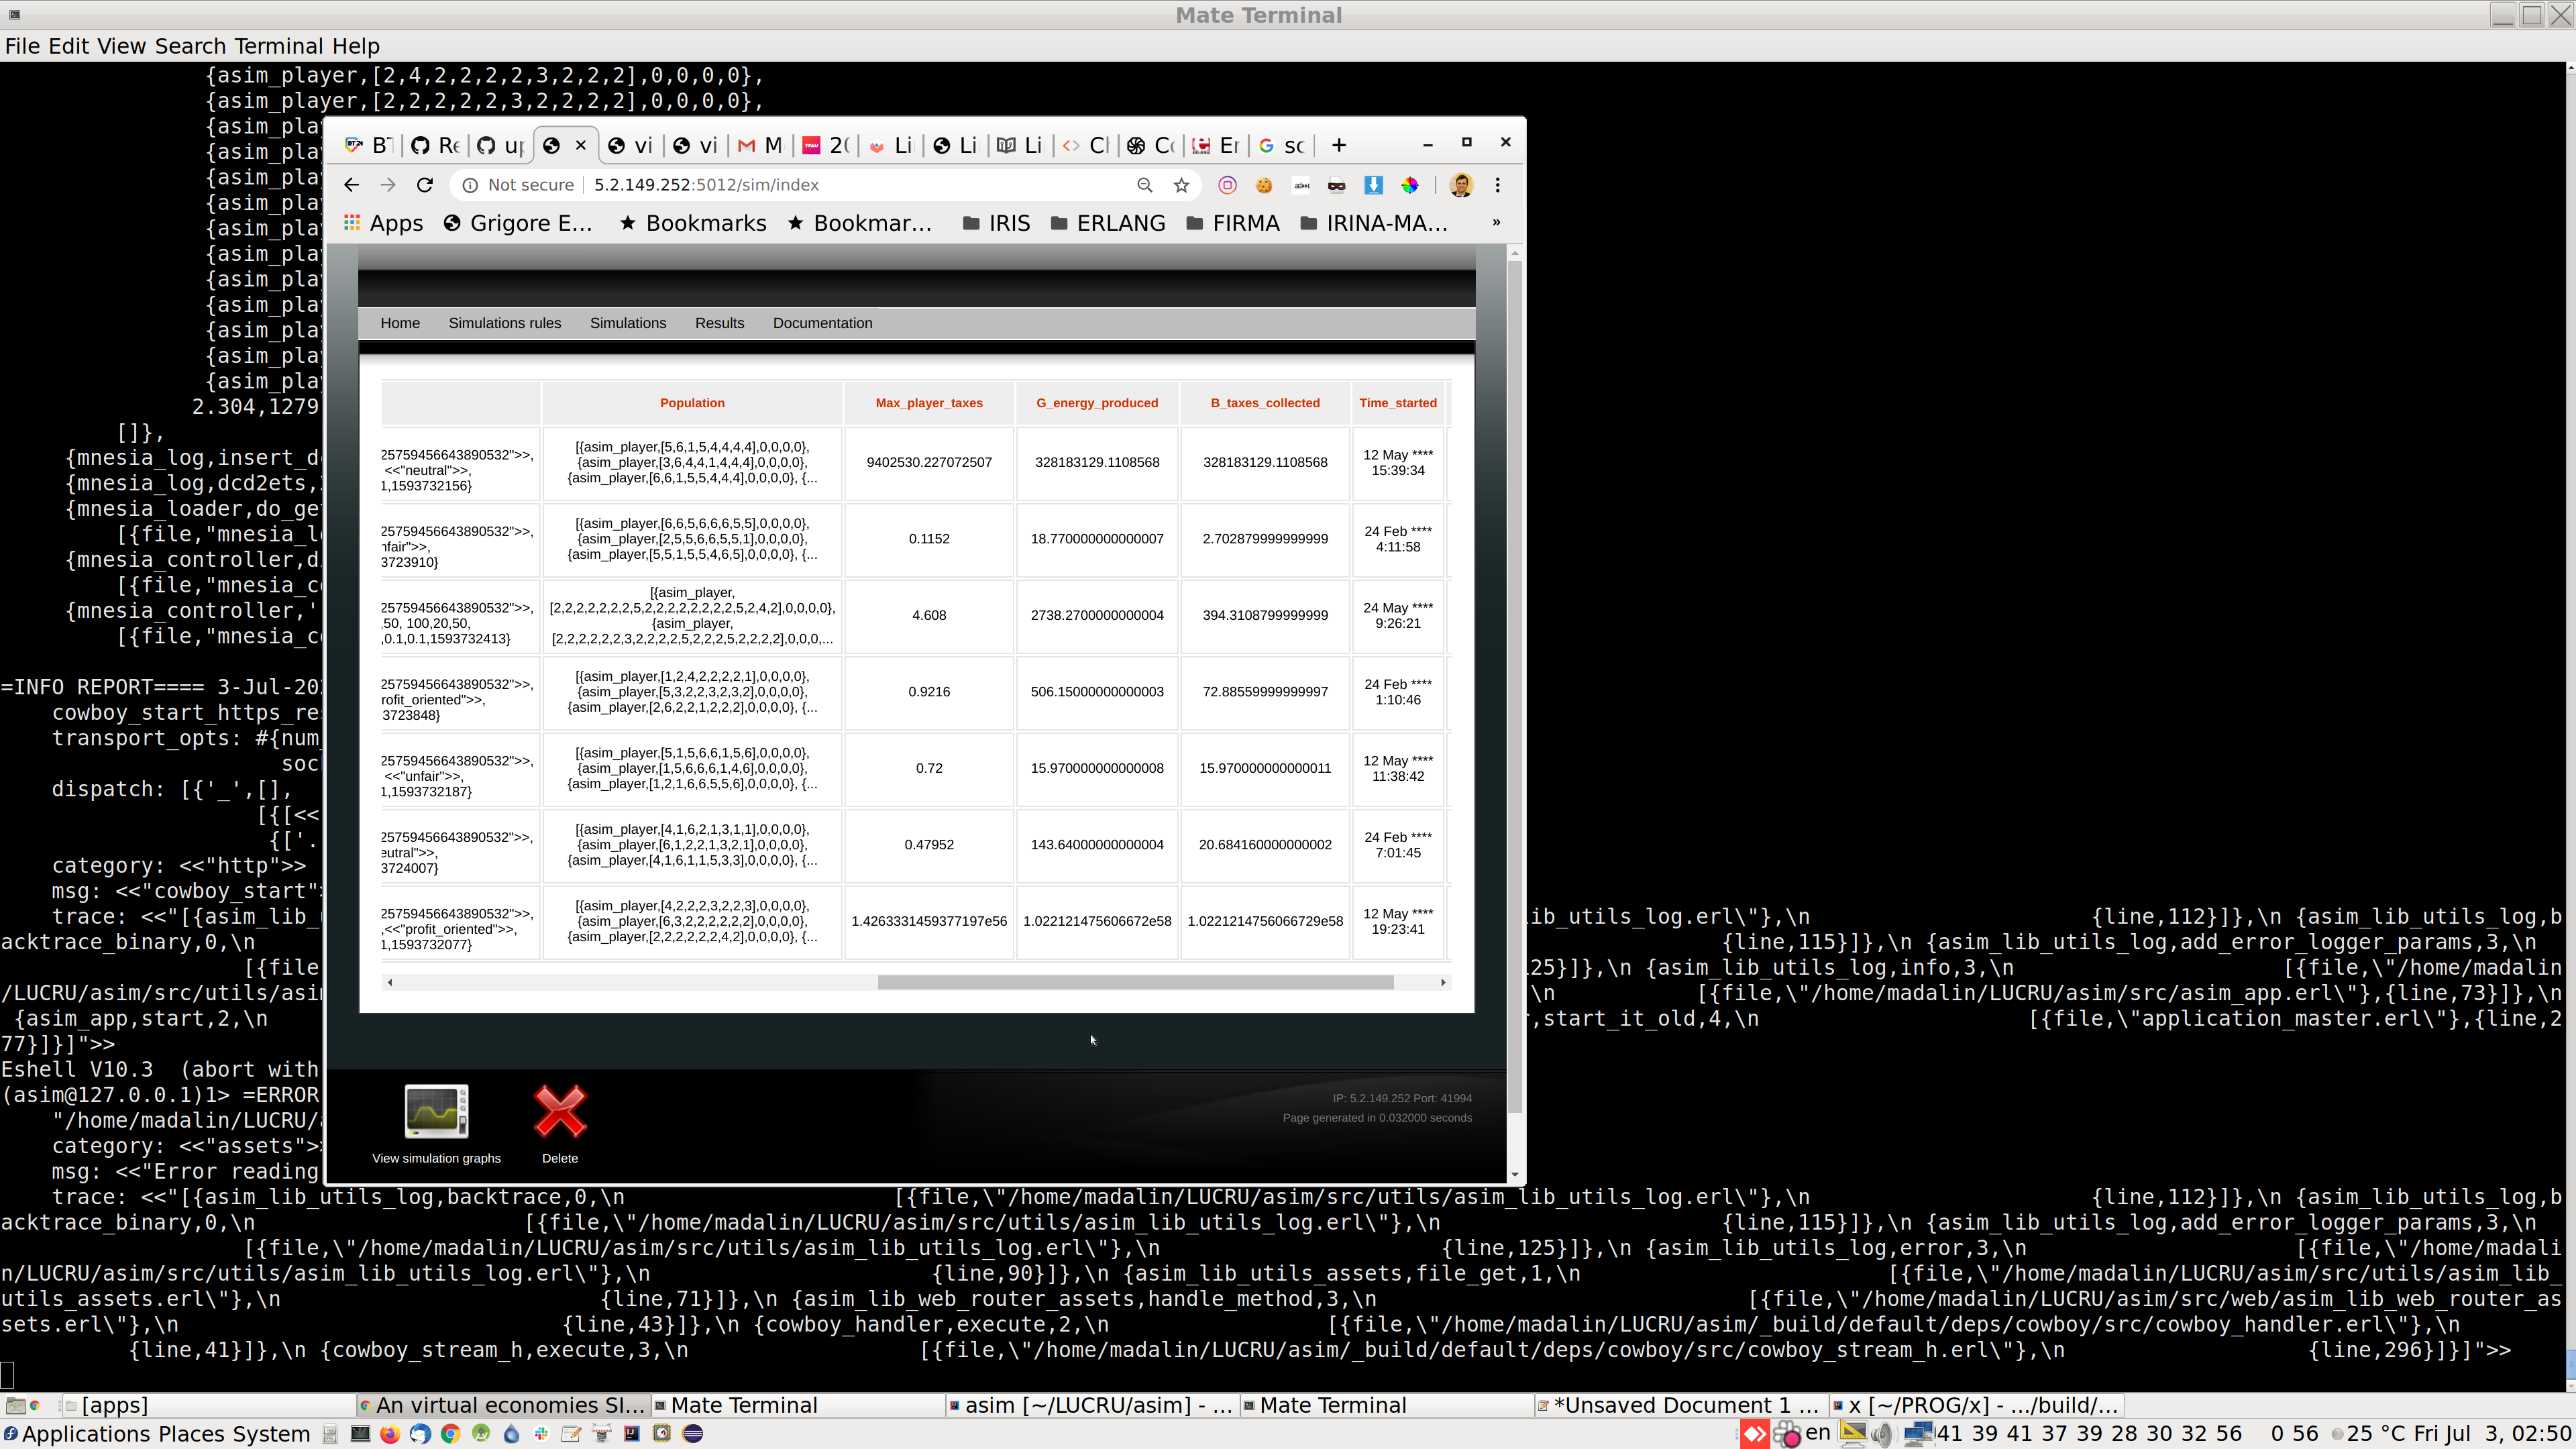 Mate Terminal
File Edit View Search Terminal Help
{asim_player,[2,4,2,2,2,2,3,2,2,2],0,0,0,0},
{asim_player,[2,2,2,2,2,3,2,2,2,2],0,0,0,0},
{asim_pla
{asim_pla
{asim_pla
{asim_pla
{asim_pla
{asim_pla
{asim_pla
{asim_pla
{asim_pla
{asim_pla
{asim_pla
2.304,1279
[]},
{mnesia_log,insert_d
{mnesia_log,dcd2ets,
{mnesia_loader,do_ge
[{file,"mnesia_l
{mnesia_controller,d
[{file,"mnesia_c
{mnesia_controller,'
[{file,"mnesia_c
=INFO REPORT==== 3-Jul-20
cowboy_start_https_re
transport_opts: #{num
soc
dispatch: [{'_',[],
[{[<<
{['.
category: <<"http">>
msg: <<"cowboy_start"
trace: <<"[{asim_lib_
acktrace_binary,0,\n
[{file
/LUCRU/asim/src/utils/asi
{asim_app,start,2,\n
77}]}]">>
Eshell V10.3  (abort with
(asim@127.0.0.1)1> =ERROR
"/home/madalin/LUCRU/
category: <<"assets">
msg: <<"Error reading
B
Re
up
vi
vi
M
20
Li
Li
Li
Cl
Er
sc
Not secure 5.2.149.252:5012/sim/index
Apps Grigore E... Bookmarks Bookmar... IRIS ERLANG FIRMA IRINA-MA... »
Home Simulations rules Simulations Results Documentation
Population Max_player_taxes G_energy_produced B_taxes_collected Time_started
25759456643890532">>,
<<"neutral">>,
1,1593732156}
[{asim_player,[5,6,1,5,4,4,4,4],0,0,0,0},
{asim_player,[3,6,4,4,1,4,4,4],0,0,0,0},
{asim_player,[6,6,1,5,5,4,4,4],0,0,0,0}, {...
9402530.227072507 328183129.1108568 328183129.1108568
12 May ****
15:39:34
25759456643890532">>,
nfair">>,
3723910}
[{asim_player,[6,6,5,6,6,6,5,5],0,0,0,0},
{asim_player,[2,5,5,6,6,5,5,1],0,0,0,0},
{asim_player,[5,5,1,5,5,4,6,5],0,0,0,0}, {...
0.1152 18.770000000000007 2.702879999999999
24 Feb ****
4:11:58
25759456643890532">>,
,50, 100,20,50,
,0.1,0.1,1593732413}
[{asim_player,
[2,2,2,2,2,2,2,5,2,2,2,2,2,2,2,2,5,2,4,2],0,0,0,0},
{asim_player,
[2,2,2,2,2,2,3,2,2,2,2,5,2,2,2,5,2,2,2,2],0,0,0,...
4.608 2738.2700000000004 394.3108799999999
24 May ****
9:26:21
25759456643890532">>,
rofit_oriented">>,
3723848}
[{asim_player,[1,2,4,2,2,2,2,1],0,0,0,0},
{asim_player,[5,3,2,2,3,2,3,2],0,0,0,0},
{asim_player,[2,6,2,2,1,2,2,2],0,0,0,0}, {...
0.9216 506.15000000000003 72.88559999999997
24 Feb ****
1:10:46
25759456643890532">>,
<<"unfair">>,
1,1593732187}
[{asim_player,[5,1,5,6,6,1,5,6],0,0,0,0},
{asim_player,[1,5,6,6,6,1,4,6],0,0,0,0},
{asim_player,[1,2,1,6,6,5,5,6],0,0,0,0}, {...
0.72 15.970000000000008 15.970000000000011
12 May ****
11:38:42
25759456643890532">>,
eutral">>,
3724007}
[{asim_player,[4,1,6,2,1,3,1,1],0,0,0,0},
{asim_player,[6,1,2,2,1,3,2,1],0,0,0,0},
{asim_player,[4,1,6,1,1,5,3,3],0,0,0,0}, {...
0.47952 143.64000000000004 20.684160000000002
24 Feb ****
7:01:45
25759456643890532">>,
,<<"profit_oriented">>,
1,1593732077}
[{asim_player,[4,2,2,2,3,2,2,3],0,0,0,0},
{asim_player,[6,3,2,2,2,2,2,2],0,0,0,0},
{asim_player,[2,2,2,2,2,2,4,2],0,0,0,0}, {...
1.4263331459377197e56 1.022121475606672e58 1.0221214756066729e58
12 May ****
19:23:41
View simulation graphs
Delete
IP: 5.2.149.252 Port: 41994
Page generated in 0.032000 seconds
ib_utils_log.erl\"},\n {line,112}]},\n {asim_lib_utils_log,b
{line,115}]},\n {asim_lib_utils_log,add_error_logger_params,3,\n
25}]},\n {asim_lib_utils_log,info,3,\n [{file,\"/home/madalin
\n [{file,\"/home/madalin/LUCRU/asim/src/asim_app.erl\"},{line,73}]},\n
,start_it_old,4,\n [{file,\"application_master.erl\"},{line,2
trace: <<"[{asim_lib_utils_log,backtrace,0,\n [{file,\"/home/madalin/LUCRU/asim/src/utils/asim_lib_utils_log.erl\"},\n {line,112}]},\n {asim_lib_utils_log,b
acktrace_binary,0,\n [{file,\"/home/madalin/LUCRU/asim/src/utils/asim_lib_utils_log.erl\"},\n {line,115}]},\n {asim_lib_utils_log,add_error_logger_params,3,\n
[{file,\"/home/madalin/LUCRU/asim/src/utils/asim_lib_utils_log.erl\"},\n {line,125}]},\n {asim_lib_utils_log,error,3,\n [{file,\"/home/madali
n/LUCRU/asim/src/utils/asim_lib_utils_log.erl\"},\n {line,90}]},\n {asim_lib_utils_assets,file_get,1,\n [{file,\"/home/madalin/LUCRU/asim/src/utils/asim_lib_
utils_assets.erl\"},\n {line,71}]},\n {asim_lib_web_router_assets,handle_method,3,\n [{file,\"/home/madalin/LUCRU/asim/src/web/asim_lib_web_router_as
sets.erl\"},\n {line,43}]},\n {cowboy_handler,execute,2,\n [{file,\"/home/madalin/LUCRU/asim/_build/default/deps/cowboy/src/cowboy_handler.erl\"},\n
{line,41}]},\n {cowboy_stream_h,execute,3,\n [{file,\"/home/madalin/LUCRU/asim/_build/default/deps/cowboy/src/cowboy_stream_h.erl\"},\n {line,296}]}]">>
[apps] An virtual economies SI... Mate Terminal asim [~/LUCRU/asim] - ... Mate Terminal *Unsaved Document 1 ... x [~/PROG/x] - .../build/...
Applications Places System en 41 39 41 37 39 28 30 32 56 0 56 25 °C Fri Jul 3, 02:50